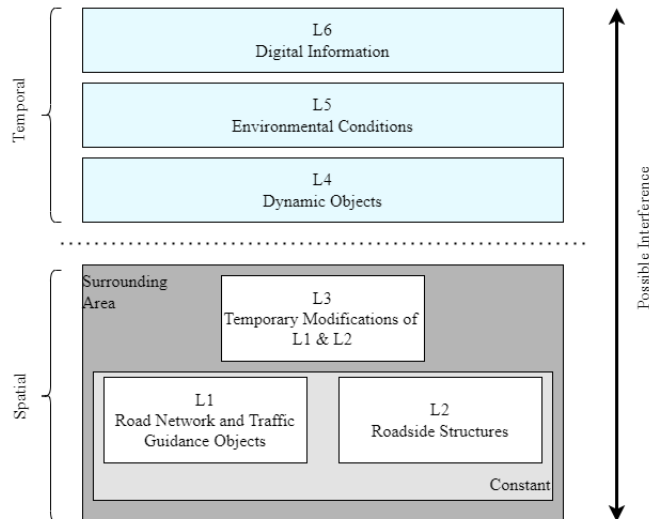 L6
Digital Information
L5
Environmental Conditions
L4
Dynamic Objects
Temporal
Surrounding
Area
L3
Temporary Modifications of
L1 & L2
L1
Road Network and Traffic
Guidance Objects
L2
Roadside Structures
Constant
Spatial
Possible Interference